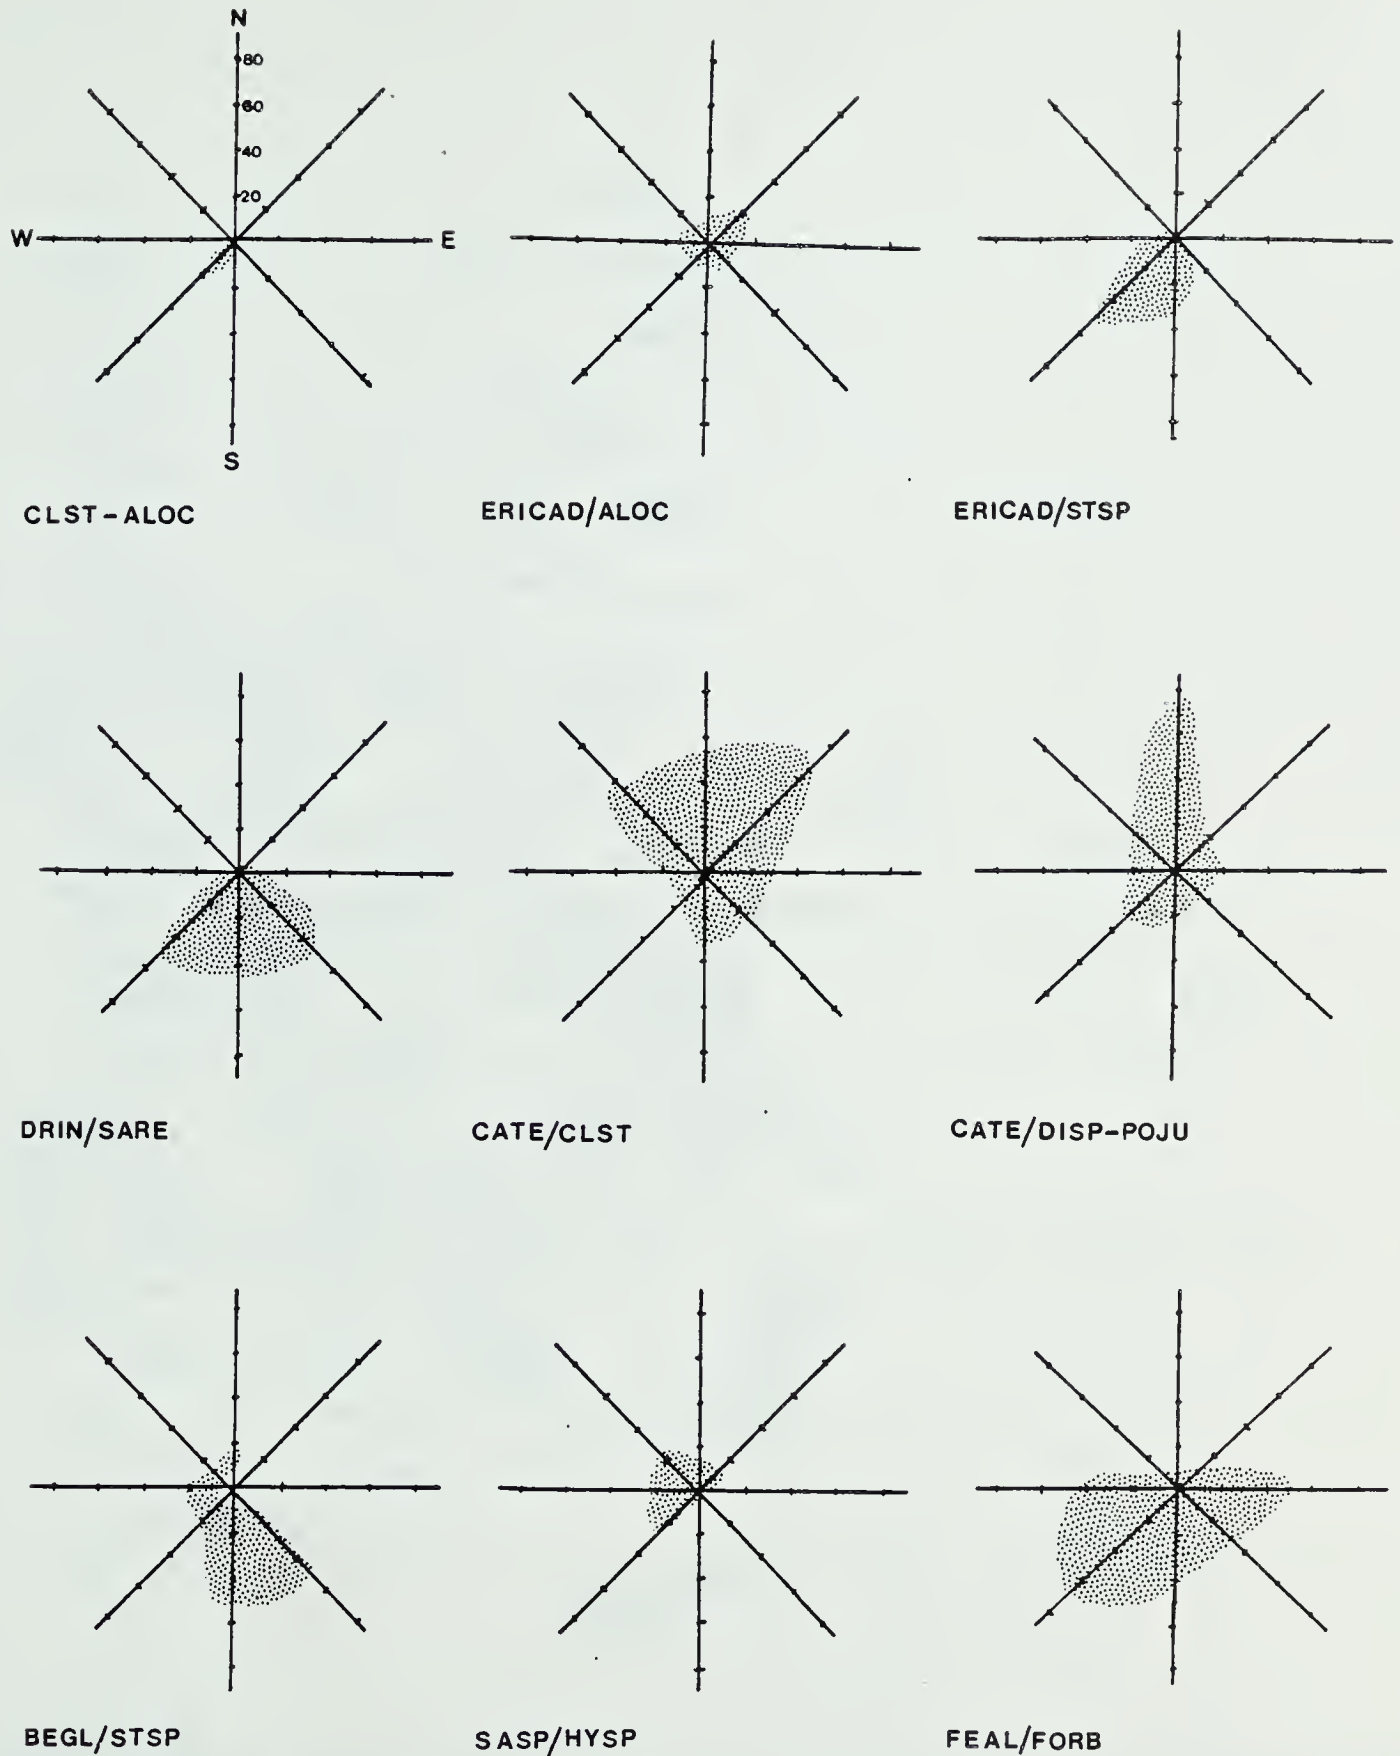 N
80
60
40
20
W E
S
CLST-ALOC
ERICAD/ALOC
ERICAD/STSP
DRIN/SARE
CATE/CLST
CATE/DISP-POJU
BEGL/STSP
SASP/HYSP
FEAL/FORB